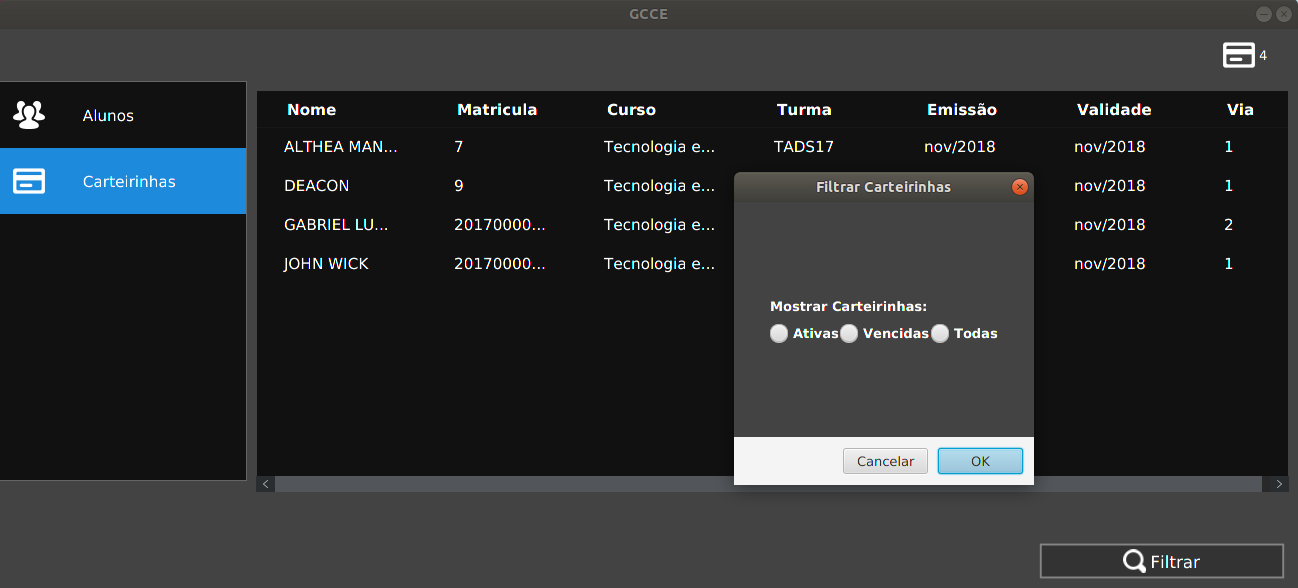 GCCE
4
Alunos
Carteirinhas
Nome Matricula Curso Turma Emissão Validade Via
ALTHEA MAN... 7 Tecnologia e... TADS17 nov/2018 nov/2018 1
DEACON 9 Tecnologia e... nov/2018 1
GABRIEL LU... 20170000... Tecnologia e... nov/2018 2
JOHN WICK 20170000... Tecnologia e... nov/2018 1
Filtrar Carteirinhas
Mostrar Carteirinhas:
Ativas Vencidas Todas
Cancelar OK
Filtrar